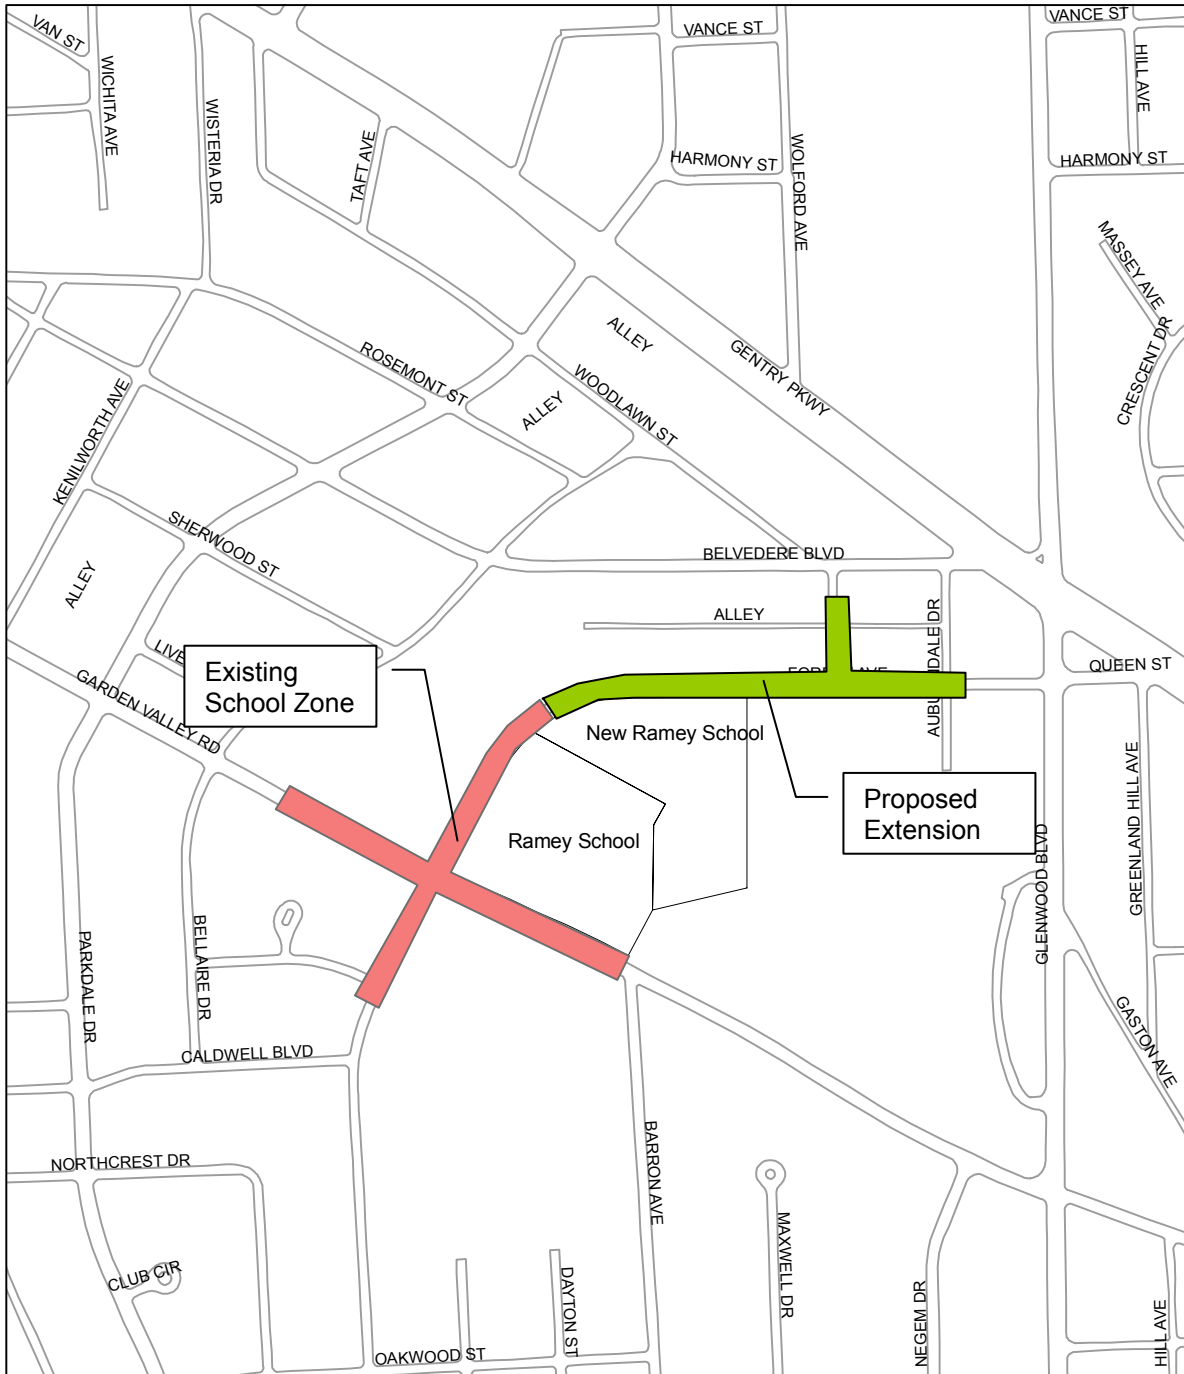 VAN ST
WICHITA AVE
WISTERIA DR
TAFT AVE
VANCE ST
VANCE ST
HILL AVE
HARMONY ST
HARMONY ST
WOLFORD AVE
MASSEY AVE
CRESCENT DR
ROSEMONT ST
ALLEY
GENTRY PKWY
WOODLAWN ST
ALLEY
KENILWORTH AVE
SHERWOOD ST
ALLEY
BELVEDERE BLVD
ALLEY
AUBU
NDALE DR
QUEEN ST
GARDEN VALLEY RD
Existing
School Zone
New Ramey School
Proposed
Extension
Ramey School
GLENWOOD BLVD
GREENLAND HILL AVE
PARKDALE DR
BELLAIRE DR
CALDWELL BLVD
GASTON AVE
NORTHCREST DR
BARRON AVE
CLUB CIR
MAXWELL DR
DAYTON ST
NEGEM DR
HILL AVE
OAKWOOD ST